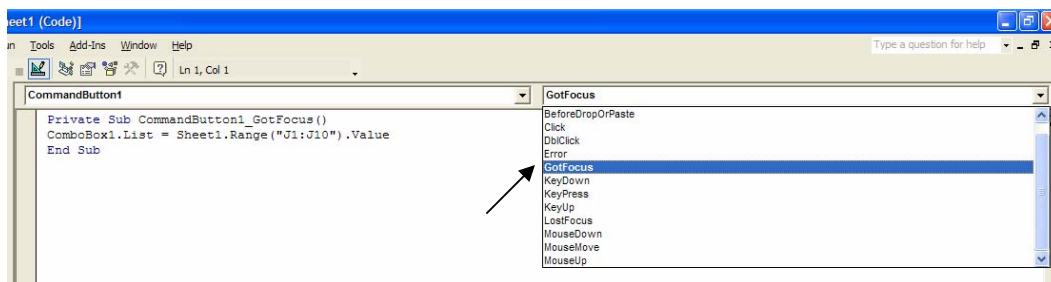 eet1 (Code)]
un Tools Add-Ins Window Help Type a question for help
Ln 1, Col 1
CommandButton1 GotFocus
Private Sub CommandButton1_GotFocus()
ComboBox1.List = Sheet1.Range("J1:J10").Value
End Sub
BeforeDropOrPaste
Click
DblClick
Error
GotFocus
KeyDown
KeyPress
KeyUp
LostFocus
MouseDown
MouseMove
MouseUp